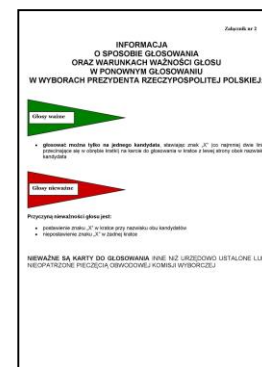 Załącznik nr 2
INFORMACJA
O SPOSOBIE GŁOSOWANIA
ORAZ WARUNKACH WAŻNOŚCI GŁOSU
W PONOWNYM GŁOSOWANIU
W WYBORACH PREZYDENTA RZECZYPOSPOLITEJ POLSKIEJ
Głosy ważne
głosować można tylko na jednego kandydata, stawiając znak „X” (co najmniej dwie linie
przecinające się w obrębie kratki) na karcie do głosowania w kratce z lewej strony obok nazwiska
kandydata
Głosy nieważne
Przyczyną nieważności głosu jest:
postawienie znaku „X” w kratce przy nazwisku obu kandydatów
niepostawienie znaku „X” w żadnej kratce
NIEWAŻNE SĄ KARTY DO GŁOSOWANIA INNE NIŻ URZĘDOWO USTALONE LUB
NIEOPATRZONE PIECZĘCIĄ OBWODOWEJ KOMISJI WYBORCZEJ